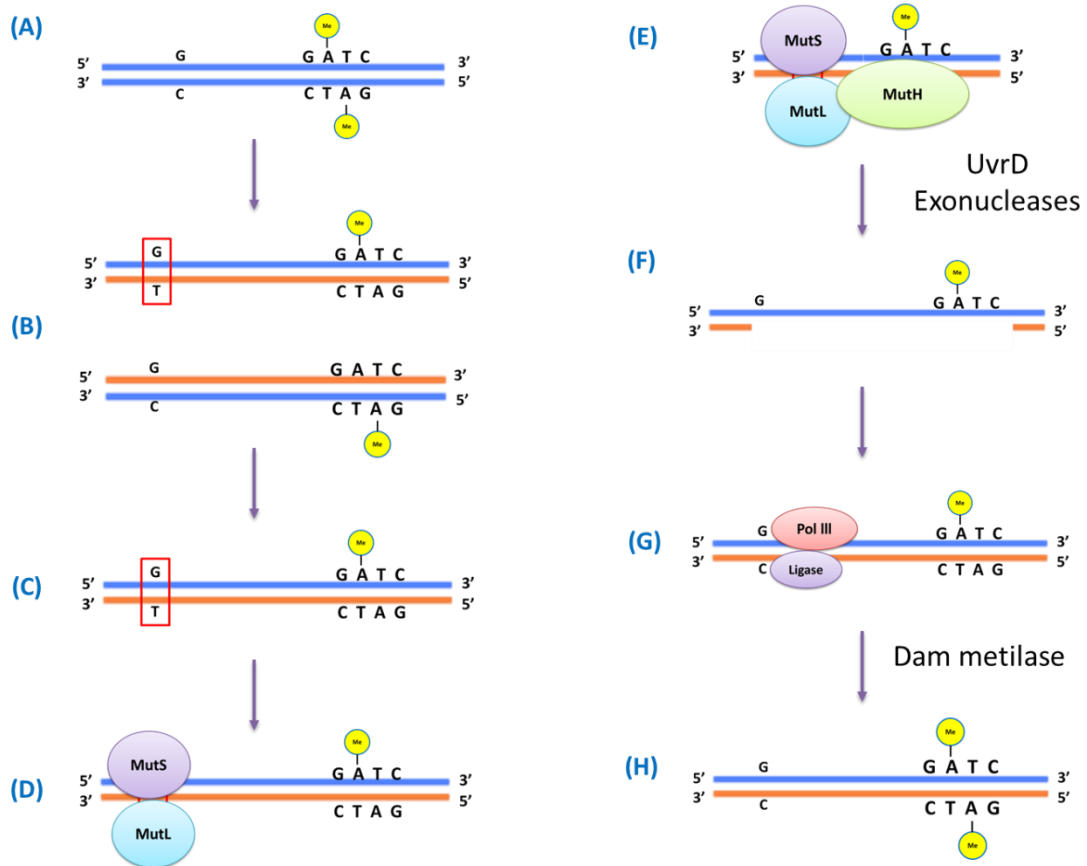 (A)
Me
G G A T C
5’ 3’
3’ 5’
C C T A G
Me
Me
G G A T C
5’ 3’
3’ 5’
T C T A G
(B)
G G A T C
5’ 3’
3’ 5’
C C T A G
Me
(C)
Me
G G A T C
5’ 3’
3’ 5’
T C T A G
(D)
Me
MutS G A T C
5’ 3’
3’ 5’
MutL C T A G
(E)
Me
MutS G A T C
5’ 3’
3’ 5’
MutL MutH
UvrD
Exonucleases
(F)
Me
G G A T C
5’ 3’
3’ 5’
(G)
Me
G Pol III G A T C
5’ 3’
3’ 5’
C Ligase C T A G
Dam metilase
(H)
Me
G G A T C
5’ 3’
3’ 5’
C C T A G
Me